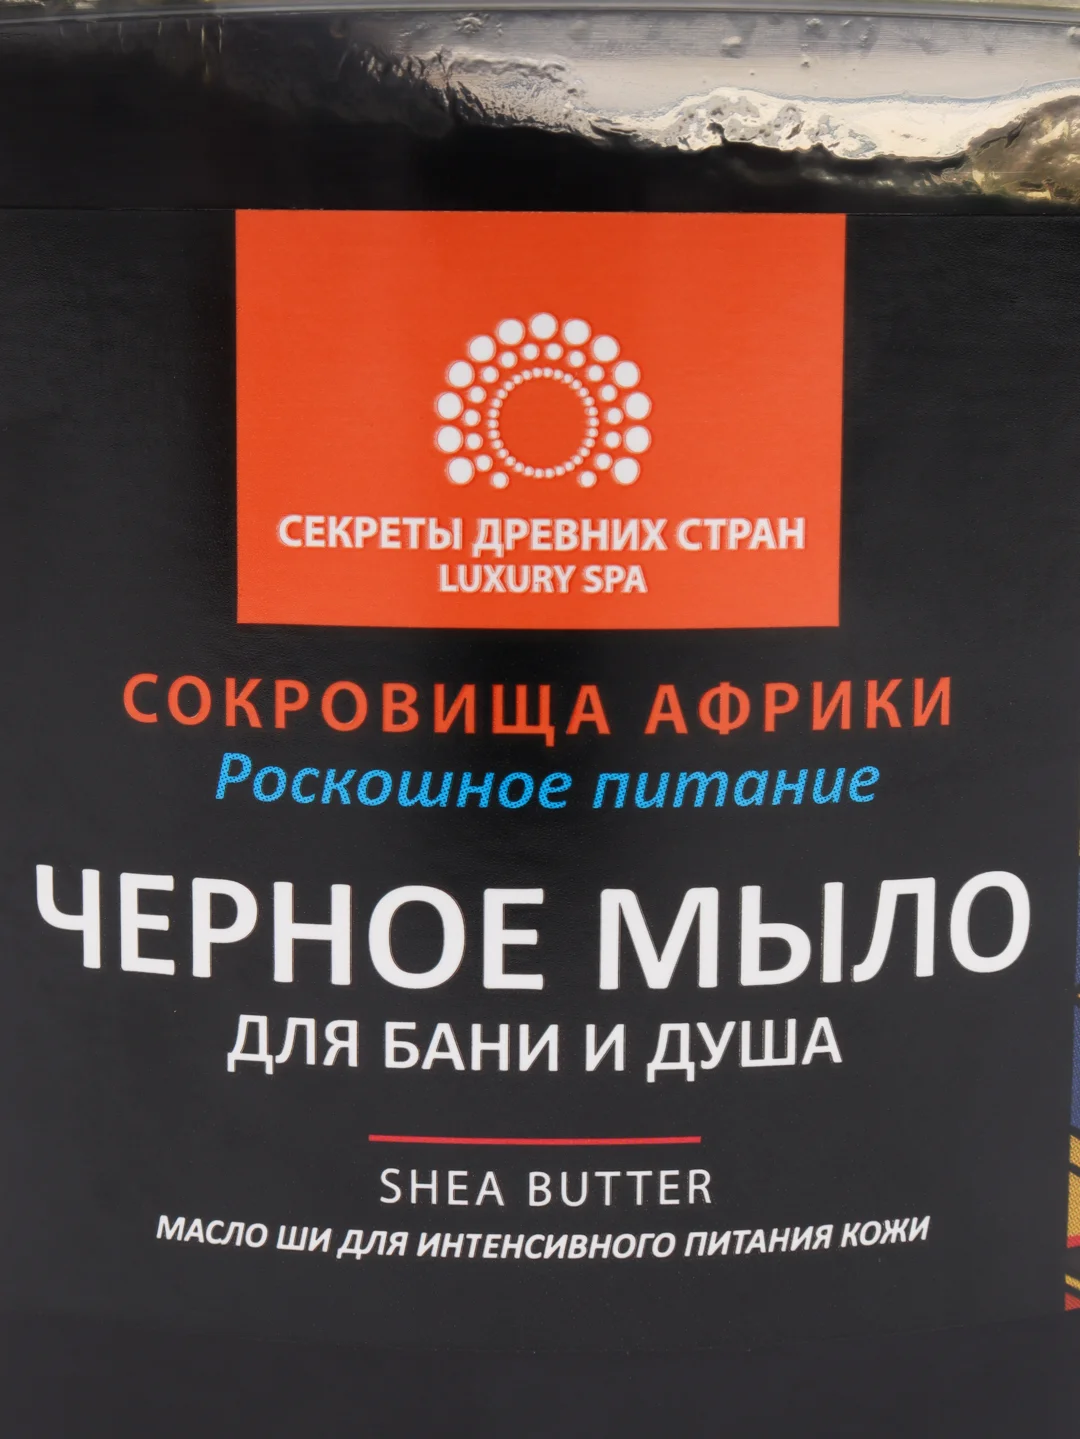 СЕКРЕТЫ ДРЕВНИХ СТРАН
LUXURY SPA
СОКРОВИЩА АФРИКИ
Роскошное питание
ЧЕРНОЕ МЫЛО
ДЛЯ БАНИ И ДУША
SHEA BUTTER
МАСЛО ШИ ДЛЯ ИНТЕНСИВНОГО ПИТАНИЯ КОЖИ